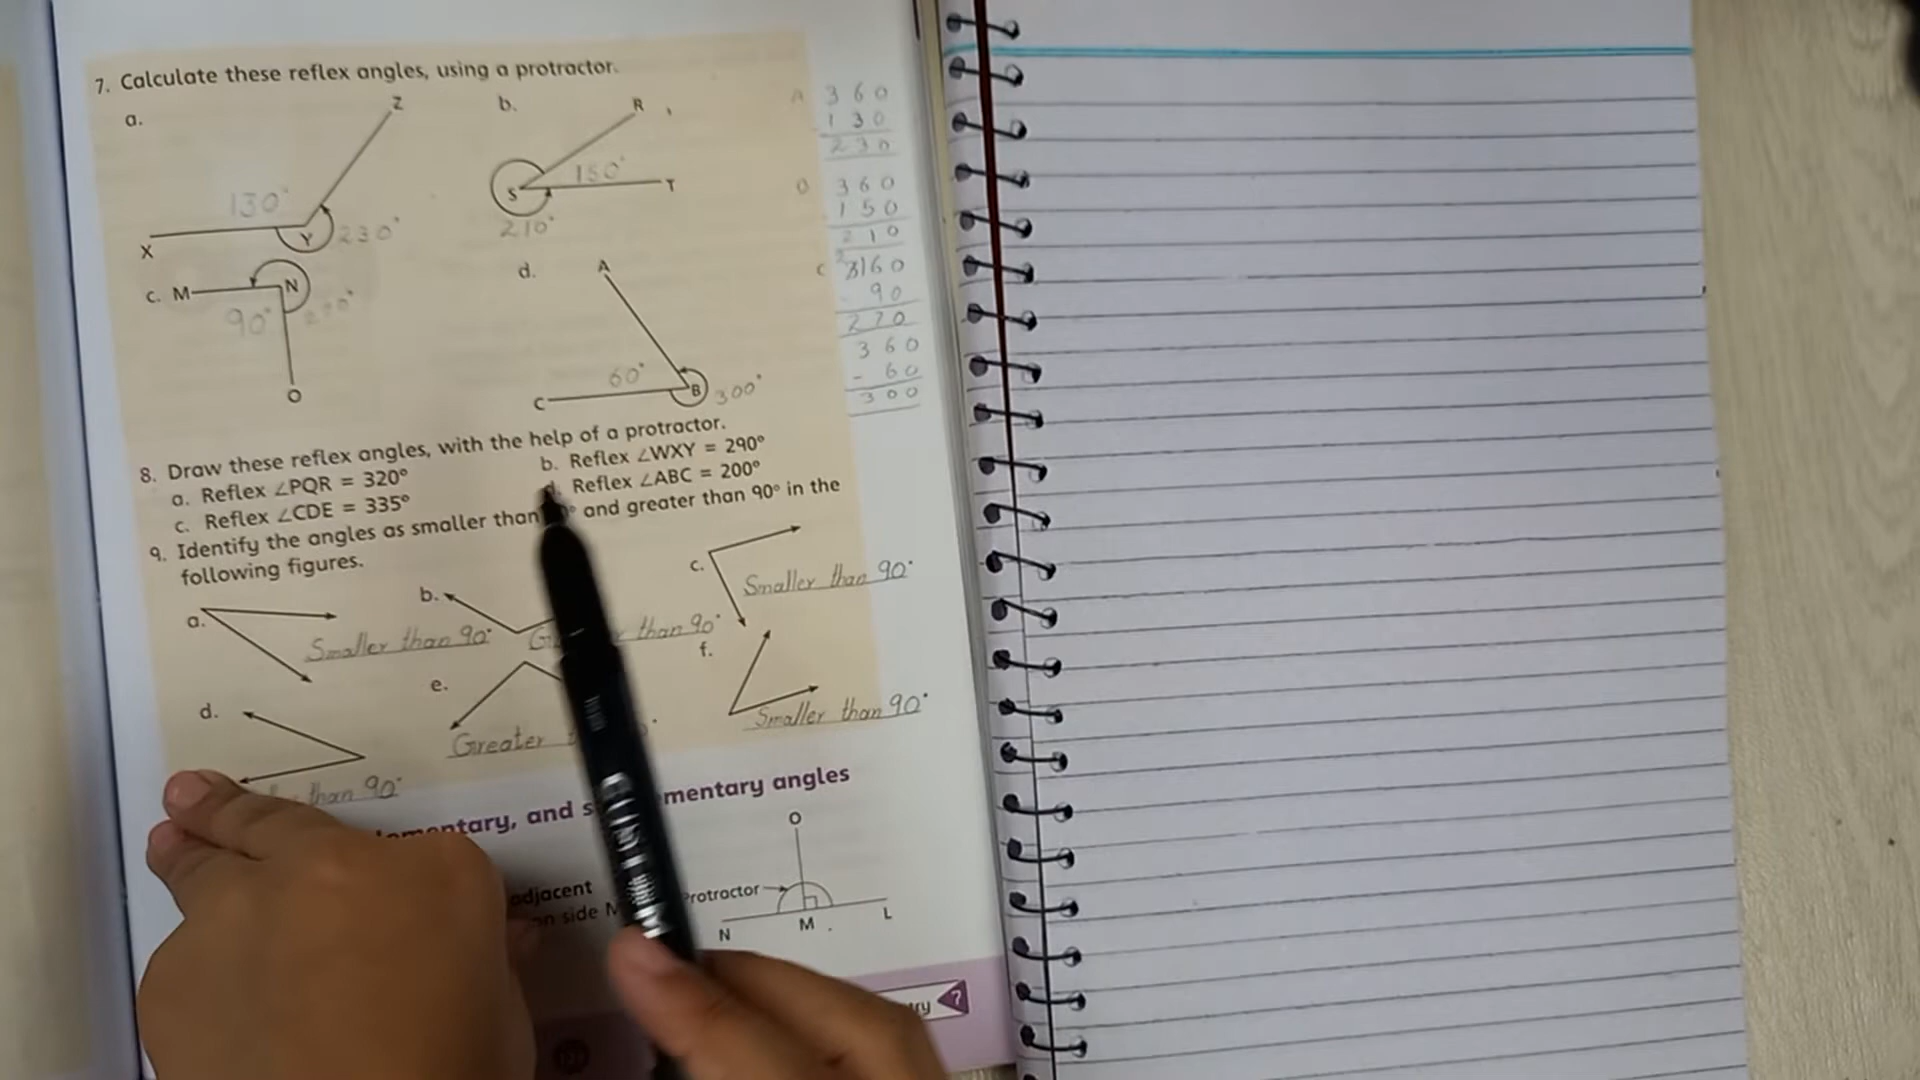 7. Calculate these reflex angles, using a protractor.
a.
Z
130°
X
Y
230°
b.
R
S
150°
T
210°
c. M
N
90°
O
d.
A
60°
C
B
300°
A 360
130
230
360
150
210
C 3160
90
270
360
- 60
300
8. Draw these reflex angles, with the help of a protractor.
a. Reflex ∠PQR = 320°
b. Reflex ∠WXY = 290°
c. Reflex ∠CDE = 335°
d. Reflex ∠ABC = 200°
9. Identify the angles as smaller than and greater than 90° in the
following figures.
a.
Smaller than 90°
b.
than 90°
c.
Smaller than 90°
d.
than 90°
e.
Greater
f.
Smaller than 90°
and
angles
adjacent
side
Protractor
O
N
M
L
?